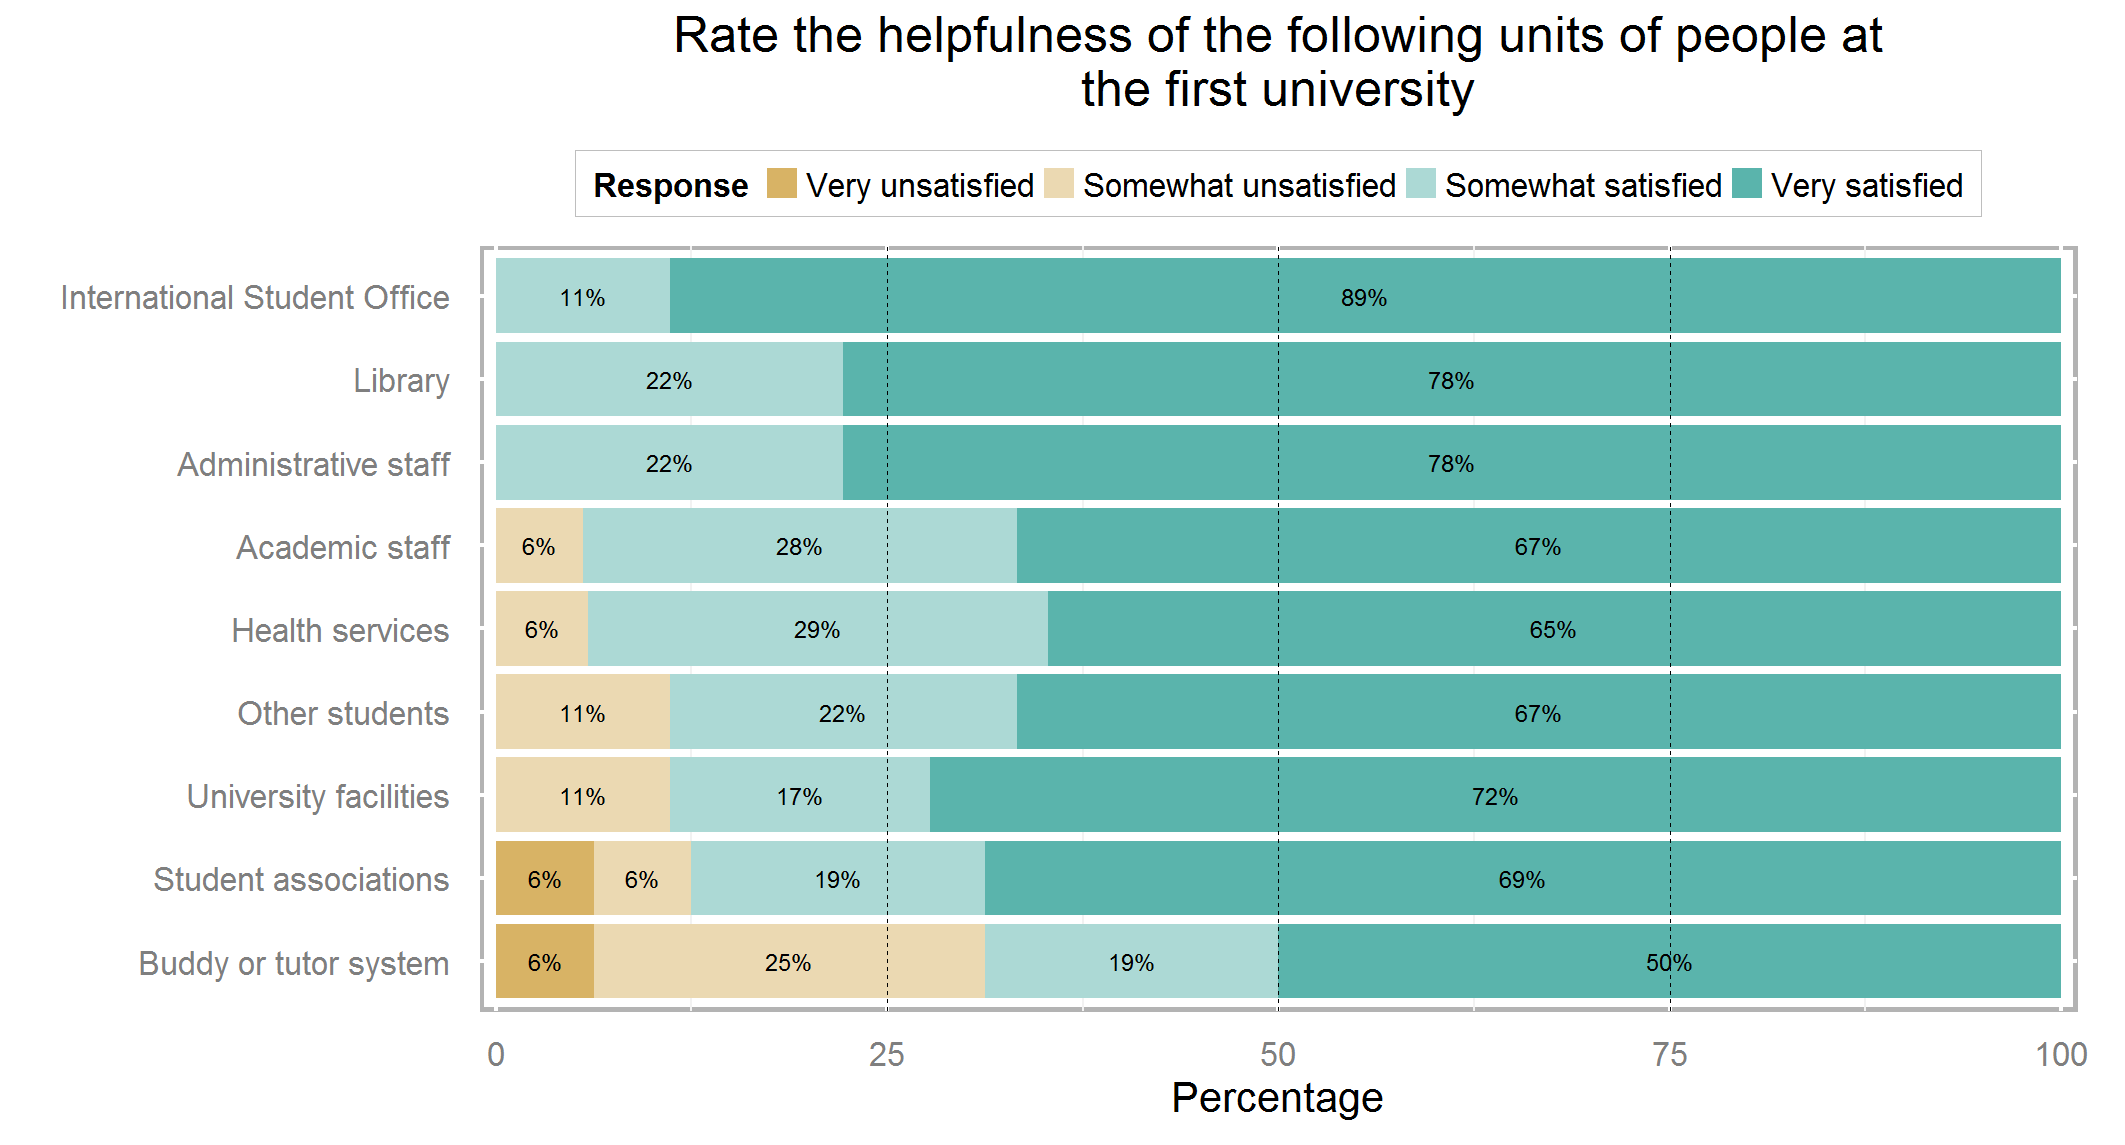 Rate the helpfulness of the following units of people at
the first university
Response Very unsatisfied Somewhat unsatisfied Somewhat satisfied Very satisfied
International Student Office 11% 89%
Library 22% 78%
Administrative staff 22% 78%
Academic staff 6% 28% 67%
Health services 6% 29% 65%
Other students 11% 22% 67%
University facilities 11% 17% 72%
Student associations 6% 6% 19% 69%
Buddy or tutor system 6% 25% 19% 50%
0 25 50 75 100
Percentage